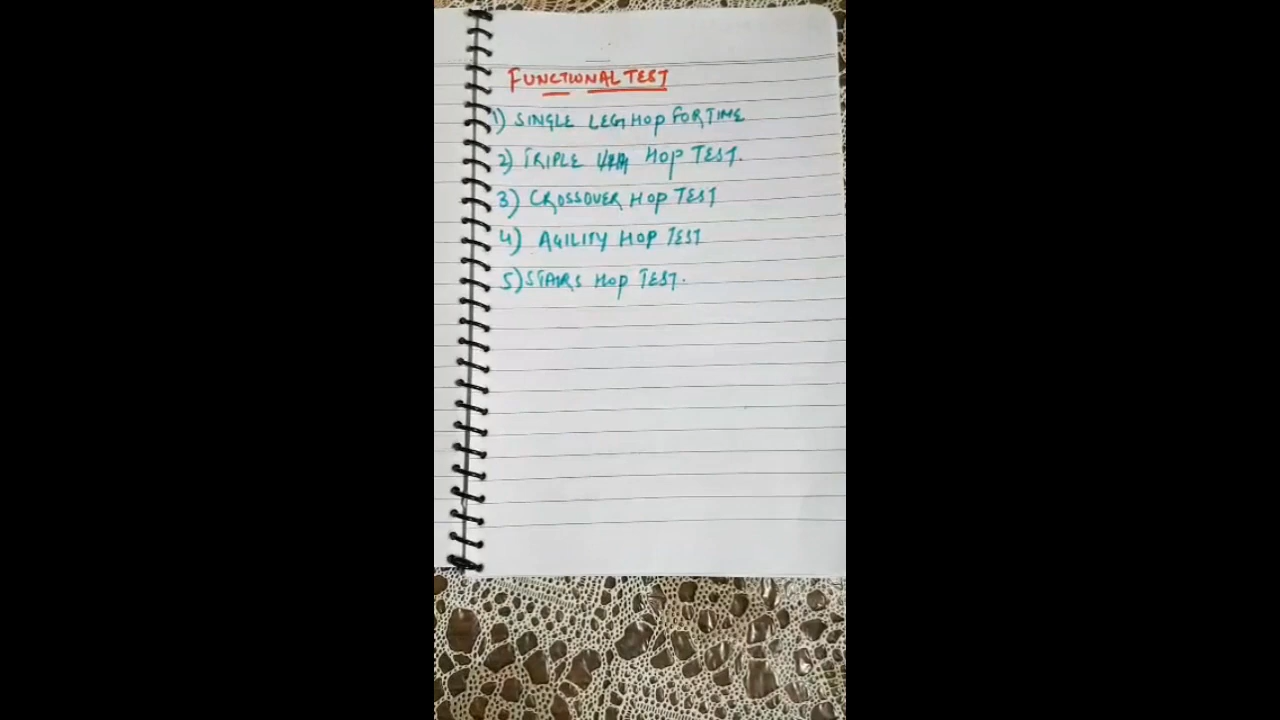 FUNCTIONAL TEST
1) SINGLE LEG HOP FOR TIME
2) TRIPLE HOP TEST.
3) CROSSOVER HOP TEST
4) AGILITY HOP TEST
5) STAIRS HOP TEST.